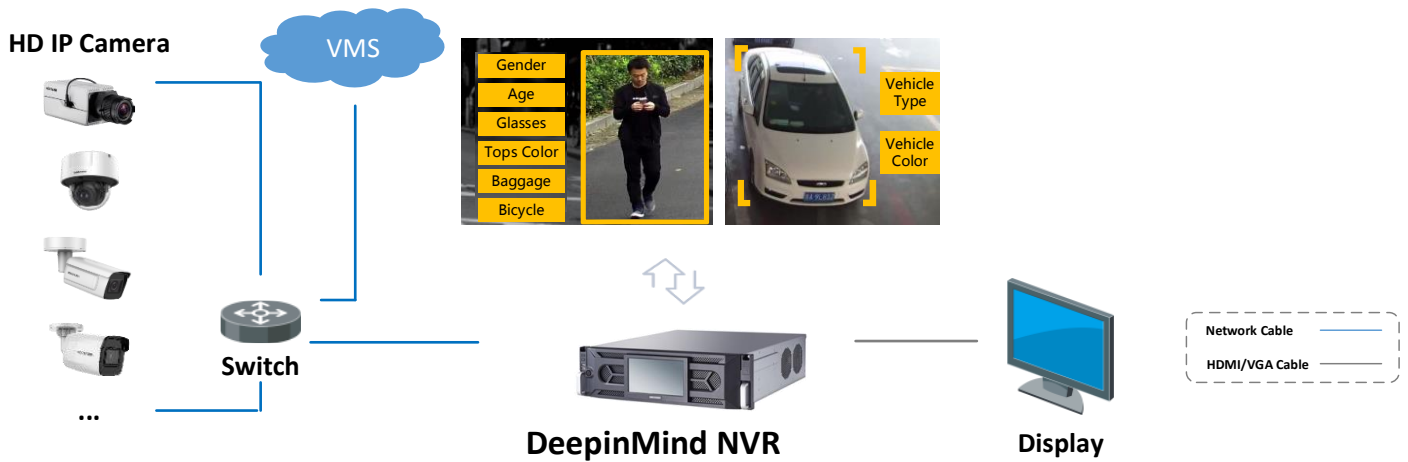 HD IP Camera
VMS
Gender
Age
Glasses
Tops Color
Baggage
Bicycle
Vehicle
Type
Vehicle
Color
Switch
...
DeepinMind NVR
Display
Network Cable
HDMI/VGA Cable